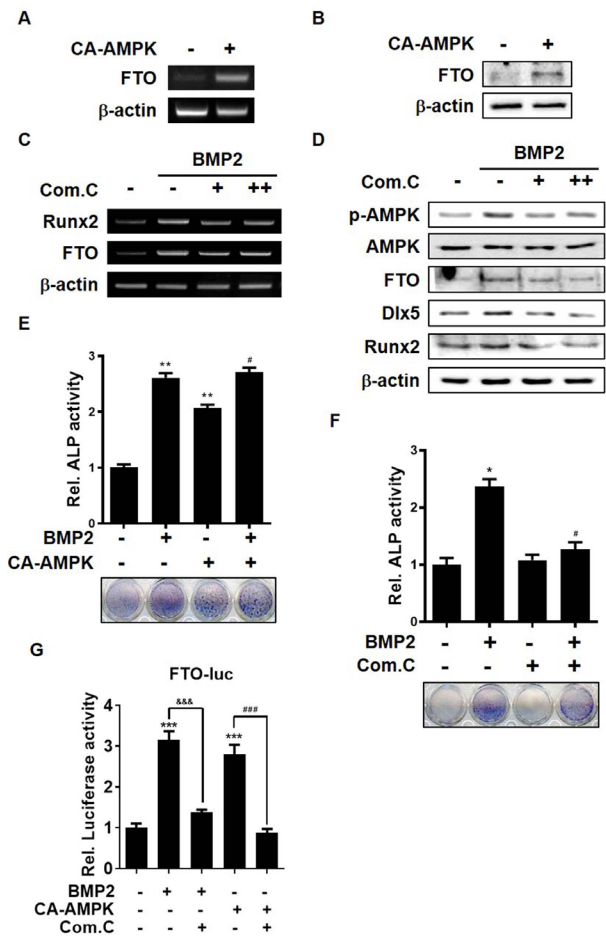 A
CA-AMPK - +
FTO
β-actin
B
CA-AMPK - +
FTO
β-actin
C
BMP2
Com.C - - + ++
Runx2
FTO
β-actin
D
BMP2
Com.C - - + ++
p-AMPK
AMPK
FTO
Dlx5
Runx2
β-actin
E
Rel. ALP activity
3
2
1
0
** ** #
BMP2 - + - +
CA-AMPK - - + +
F
Rel. ALP activity
3
2
1
0
* #
BMP2 - + - +
Com.C - - + +
G
FTO-luc
Rel. Luciferase activity
4
3
2
1
0
&&& ###
*** ***
BMP2 - + + - -
CA-AMPK - - - + +
Com.C - - + - +